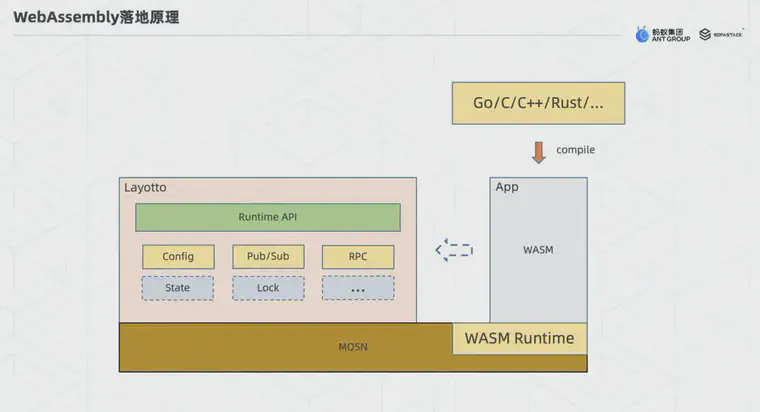 WebAssembly落地原理
蚂蚁集团
ANT GROUP
SOFASTACK
Go/C/C++/Rust/...
compile
Layotto
App
Runtime API
WASM
Config
Pub/Sub
RPC
State
Lock
...
WASM Runtime
MOSN